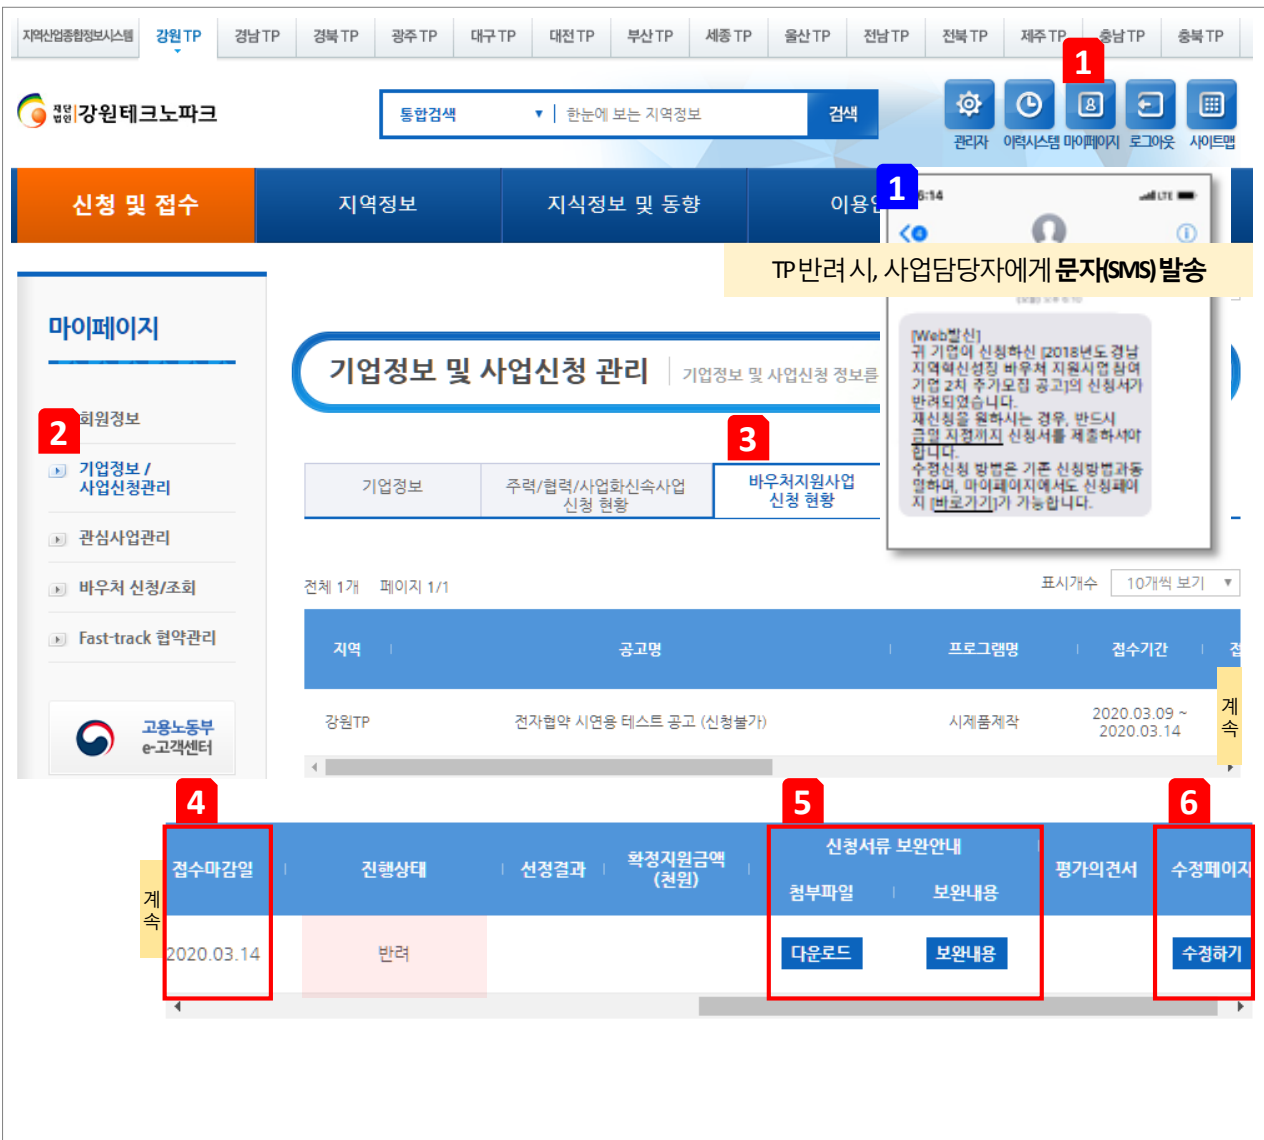 지역산업종합정보시스템 강원TP 경남TP 경북TP 광주TP 대구TP 대전TP 부산TP 세종TP 울산TP 전남TP 전북TP 제주TP 충남TP 충북TP
1
재단법인 강원테크노파크
통합검색 ▼ 한눈에 보는 지역정보 검색
관리자 이력시스템 마이페이지 로그아웃 사이트맵
신청 및 접수 지역정보 지식정보 및 동향 이용안
1
6:14 LTE
4
TP 반려 시, 사업담당자에게 문자(SMS) 발송
마이페이지
기업정보 및 사업신청 관리 기업정보 및 사업신청 정보를
[Web발신]
귀 기업이 신청하신 [2018년도 경남
지역혁신성장 바우처 지원사업 참여
기업 2차 추가모집 공고]의 신청서가
반려되었습니다.
재신청을 원하시는 경우, 반드시
금일 지정까지 신청서를 제출하셔야
합니다.
수정신청 방법은 기존 신청방법과동
일하며, 마이페이지에서도 신청페이
지 [바로가기]가 가능합니다.
2
회원정보
기업정보 /
사업신청관리
관심사업관리
바우처 신청/조회
Fast-track 협약관리
고용노동부
e-고객센터
3
기업정보 주력/협력/사업화신속사업
신청 현황 바우처지원사업
신청 현황
전체 1개 페이지 1/1 표시개수 10개씩 보기 ▼
지역 공고명 프로그램명 접수기간 접
강원TP 전자협약 시연용 테스트 공고 (신청불가) 시제품제작 2020.03.09 ~
2020.03.14
계속
4
5
6
계속
접수마감일 진행상태 선정결과 확정지원금액
(천원) 신청서류 보완안내 평가의견서 수정페이지
첨부파일 보완내용
2020.03.14 반려 다운로드 보완내용 수정하기